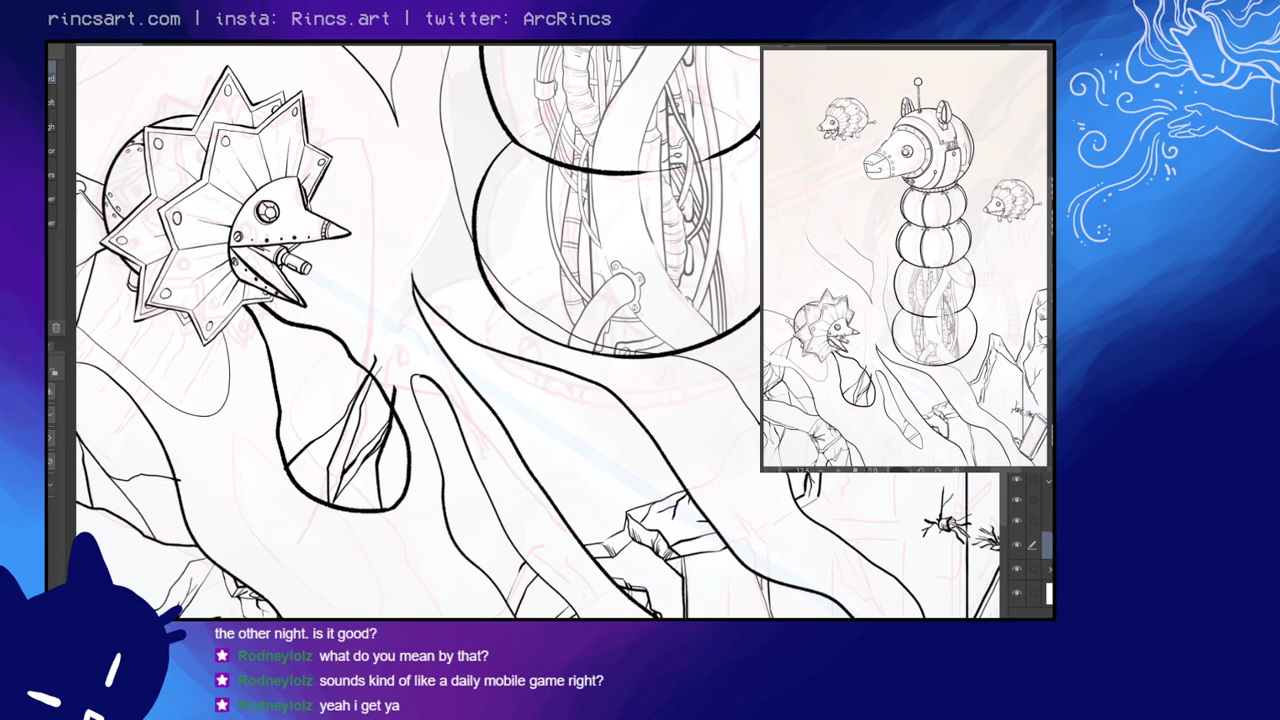 rincsart.com | insta: Rincs.art | twitter: ArcRincs
the other night. is it good?
Rodneylolz what do you mean by that?
Rodneylolz sounds kind of like a daily mobile game right?
Rodneylolz yeah i get ya